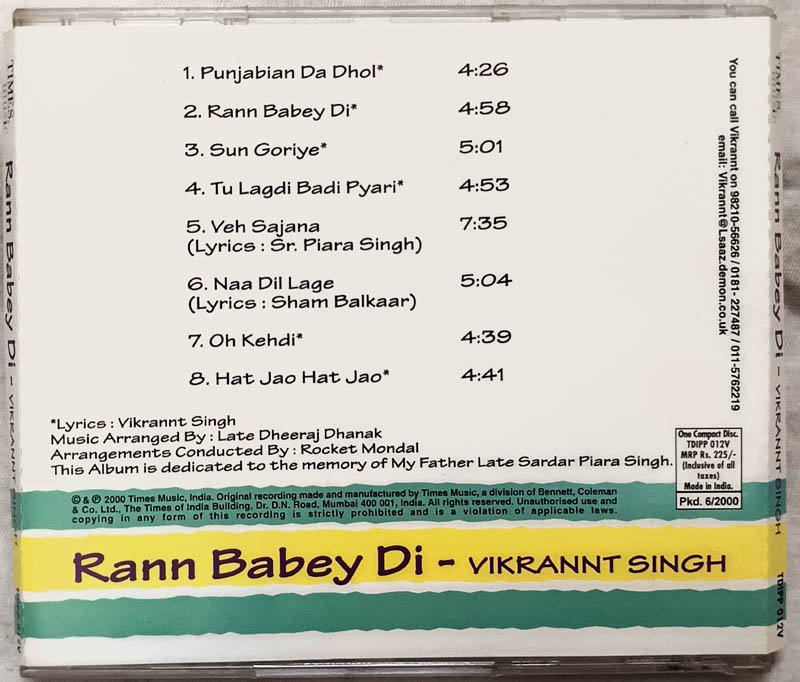 1. Punjabian Da Dhol* 4:26
2. Rann Babey Di* 4:58
3. Sun Goriye* 5:01
4. Tu Lagdi Badi Pyari* 4:53
5. Veh Sajana 7:35
(Lyrics : Sr. Piara Singh)
6. Naa Dil Lage 5:04
(Lyrics : Sham Balkaar)
7. Oh Kehdi* 4:39
8. Hat Jao Hat Jao* 4:41
*Lyrics : Vikrannt Singh
Music Arranged By : Late Dheeraj Dhanak
Arrangements Conducted By : Rocket Mondal
This Album is dedicated to the memory of My Father Late Sardar Piara Singh.
You can call Vikrannt on 98210-56626 / 0181- 227487 / 011-5762219
email: Vikrannt@Lsaaz.demon.co.uk
One Compact Disc.
TDIPP 012V
MRP Rs. 225/-
(Inclusive of all
taxes)
Made in India.
Pkd. 6/2000
© & ℗ 2000 Times Music, India. Original recording made and manufactured by Times Music, a division of Bennett, Coleman
& Co. Ltd., The Times of India Building, Dr. D.N. Road, Mumbai 400 001, India. All rights reserved. Unauthorised use and
copying in any form of this recording is strictly prohibited and is a violation of applicable laws.
Rann Babey Di - VIKRANNT SINGH
TIMES
Rann Babey Di - VIKRANNT SINGH
TIMES
Rann Babey Di - VIKRANNT SINGH
TDIPP 012V